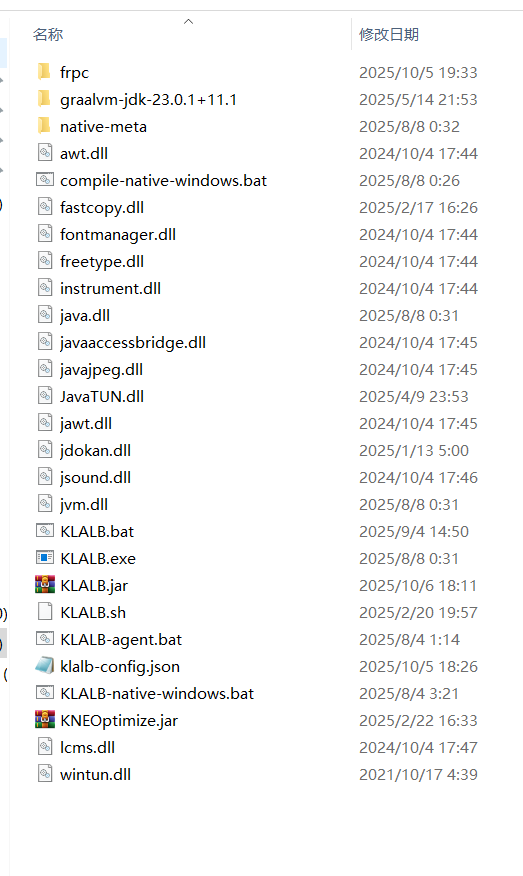 名称 修改日期
frpc 2025/10/5 19:33
graalvm-jdk-23.0.1+11.1 2025/5/14 21:53
native-meta 2025/8/8 0:32
awt.dll 2024/10/4 17:44
compile-native-windows.bat 2025/8/8 0:26
fastcopy.dll 2025/2/17 16:26
fontmanager.dll 2024/10/4 17:44
freetype.dll 2024/10/4 17:44
instrument.dll 2024/10/4 17:44
java.dll 2025/8/8 0:31
javaaccessbridge.dll 2024/10/4 17:45
javajpeg.dll 2024/10/4 17:45
JavaTUN.dll 2025/4/9 23:53
jawt.dll 2024/10/4 17:45
jdokan.dll 2025/1/13 5:00
jsound.dll 2024/10/4 17:46
jvm.dll 2025/8/8 0:31
KLALB.bat 2025/9/4 14:50
KLALB.exe 2025/8/8 0:31
KLALB.jar 2025/10/6 18:11
KLALB.sh 2025/2/20 19:57
KLALB-agent.bat 2025/8/4 1:14
klalb-config.json 2025/10/5 18:26
KLALB-native-windows.bat 2025/8/4 3:21
KNEOptimize.jar 2025/2/22 16:33
lcms.dll 2024/10/4 17:47
wintun.dll 2021/10/17 4:39